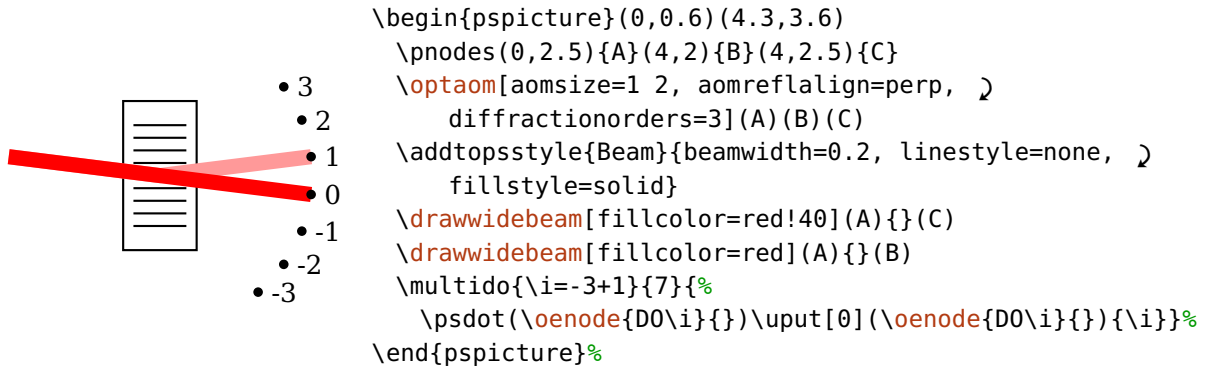 3
2
1
0
-1
-2
-3
\begin{pspicture}(0,0.6)(4.3,3.6)
\pnodes(0,2.5){A}(4,2){B}(4,2.5){C}
\optaom[aomsize=1 2, aomreflalign=perp,
diffractionorders=3](A)(B)(C)
\addtopsstyle{Beam}{beamwidth=0.2, linestyle=none,
fillstyle=solid}
\drawwidebeam[fillcolor=red!40](A){}(C)
\drawwidebeam[fillcolor=red](A){}(B)
\multido{\i=-3+1}{7}{%
\psdot(\oenode{DO\i}{})\uput[0](\oenode{DO\i}{}){\i}}%
\end{pspicture}%